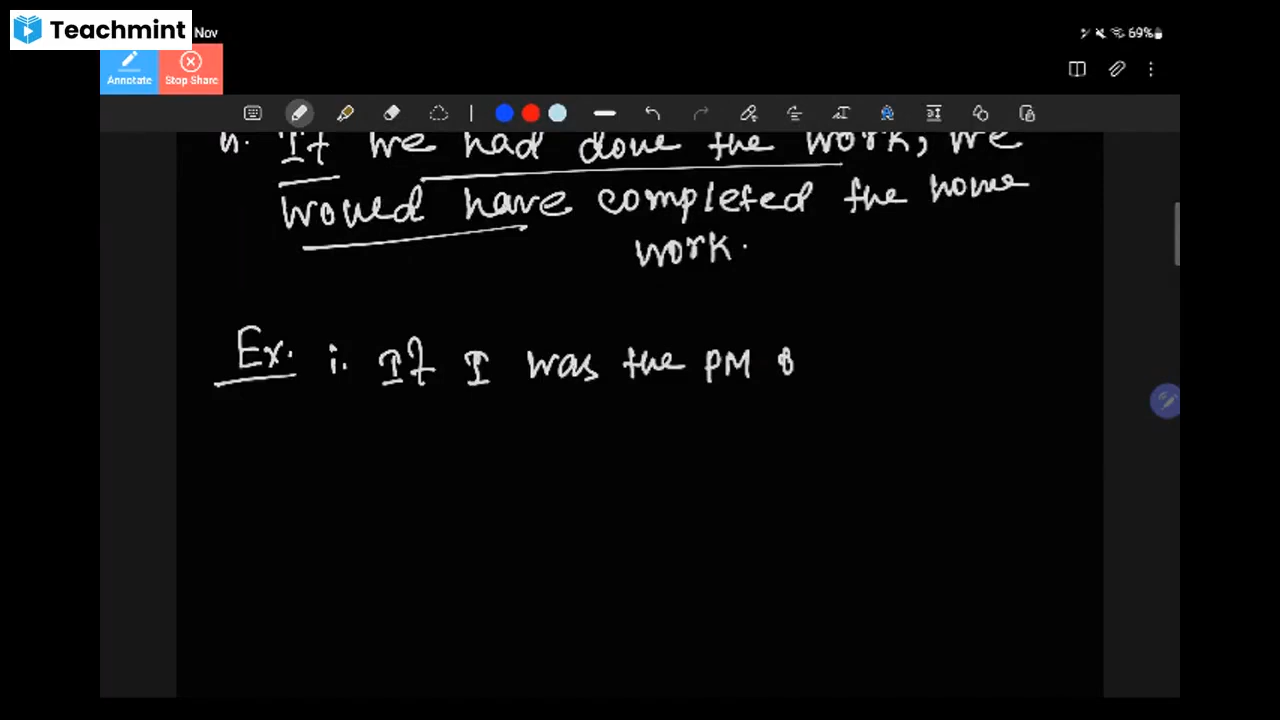 Teachmint
Nov
69%
Annotate
Stop Share
If we had done the work, we
would have completed the home
work.
Ex. i. If I was the PM